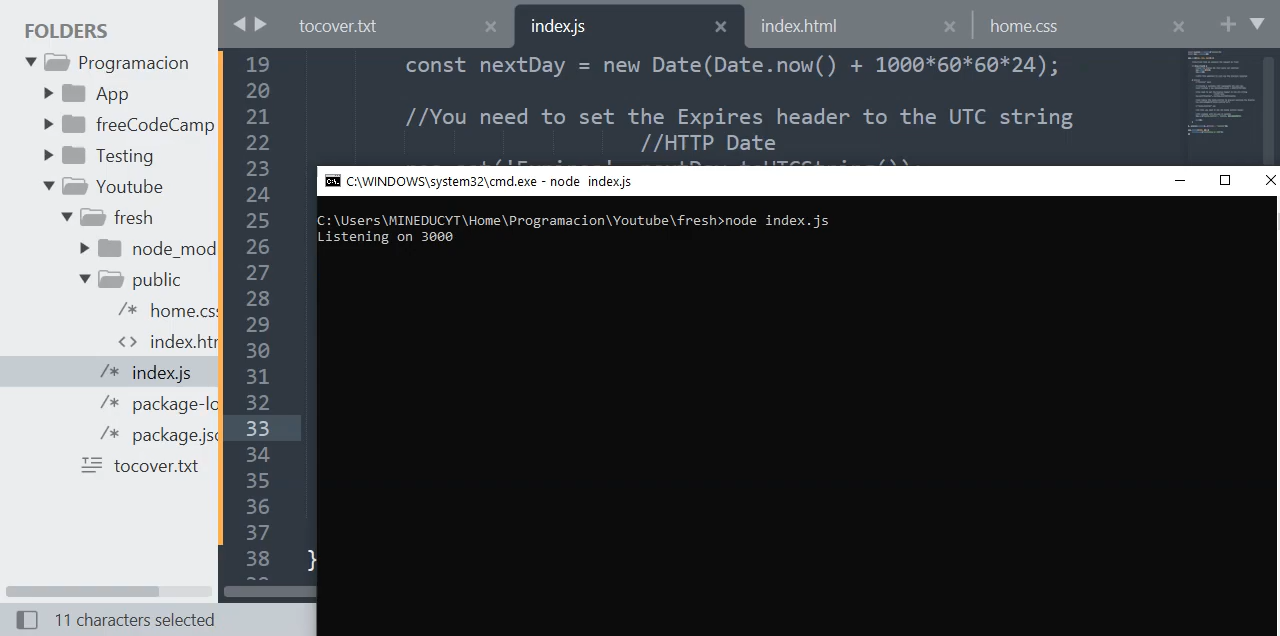 FOLDERS
Programacion
App
freeCodeCamp
Testing
Youtube
fresh
node_mod
public
home.cs
index.htr
index.js
package-lo
package.jsc
tocover.txt
11 characters selected
tocover.txt
index.js
index.html
home.css
19 const nextDay = new Date(Date.now() + 1000*60*60*24);
20
21 //You need to set the Expires header to the UTC string
22 //HTTP Date
23
24
25
26
27
28
29
30
31
32
33
34
35
36
37
38 }
C:\WINDOWS\system32\cmd.exe - node  index.js
C:\Users\MINEDUCYT\Home\Programacion\Youtube\fresh>node index.js
Listening on 3000